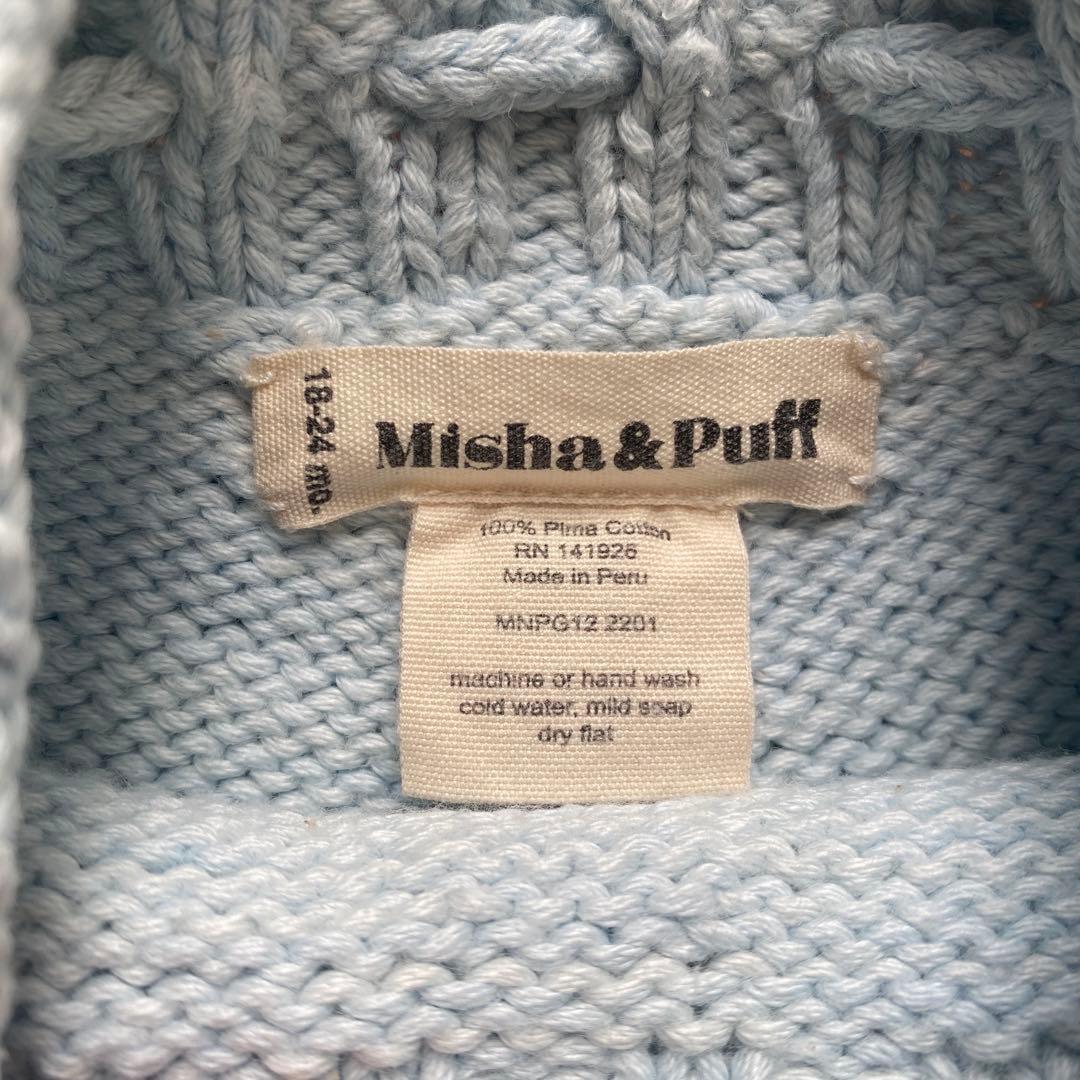 18-24 mo.
Misha & Puff
100% Pima Cotton
RN 141926
Made in Peru
MNPG12 2201
machine or hand wash
cold water, mild soap
dry flat